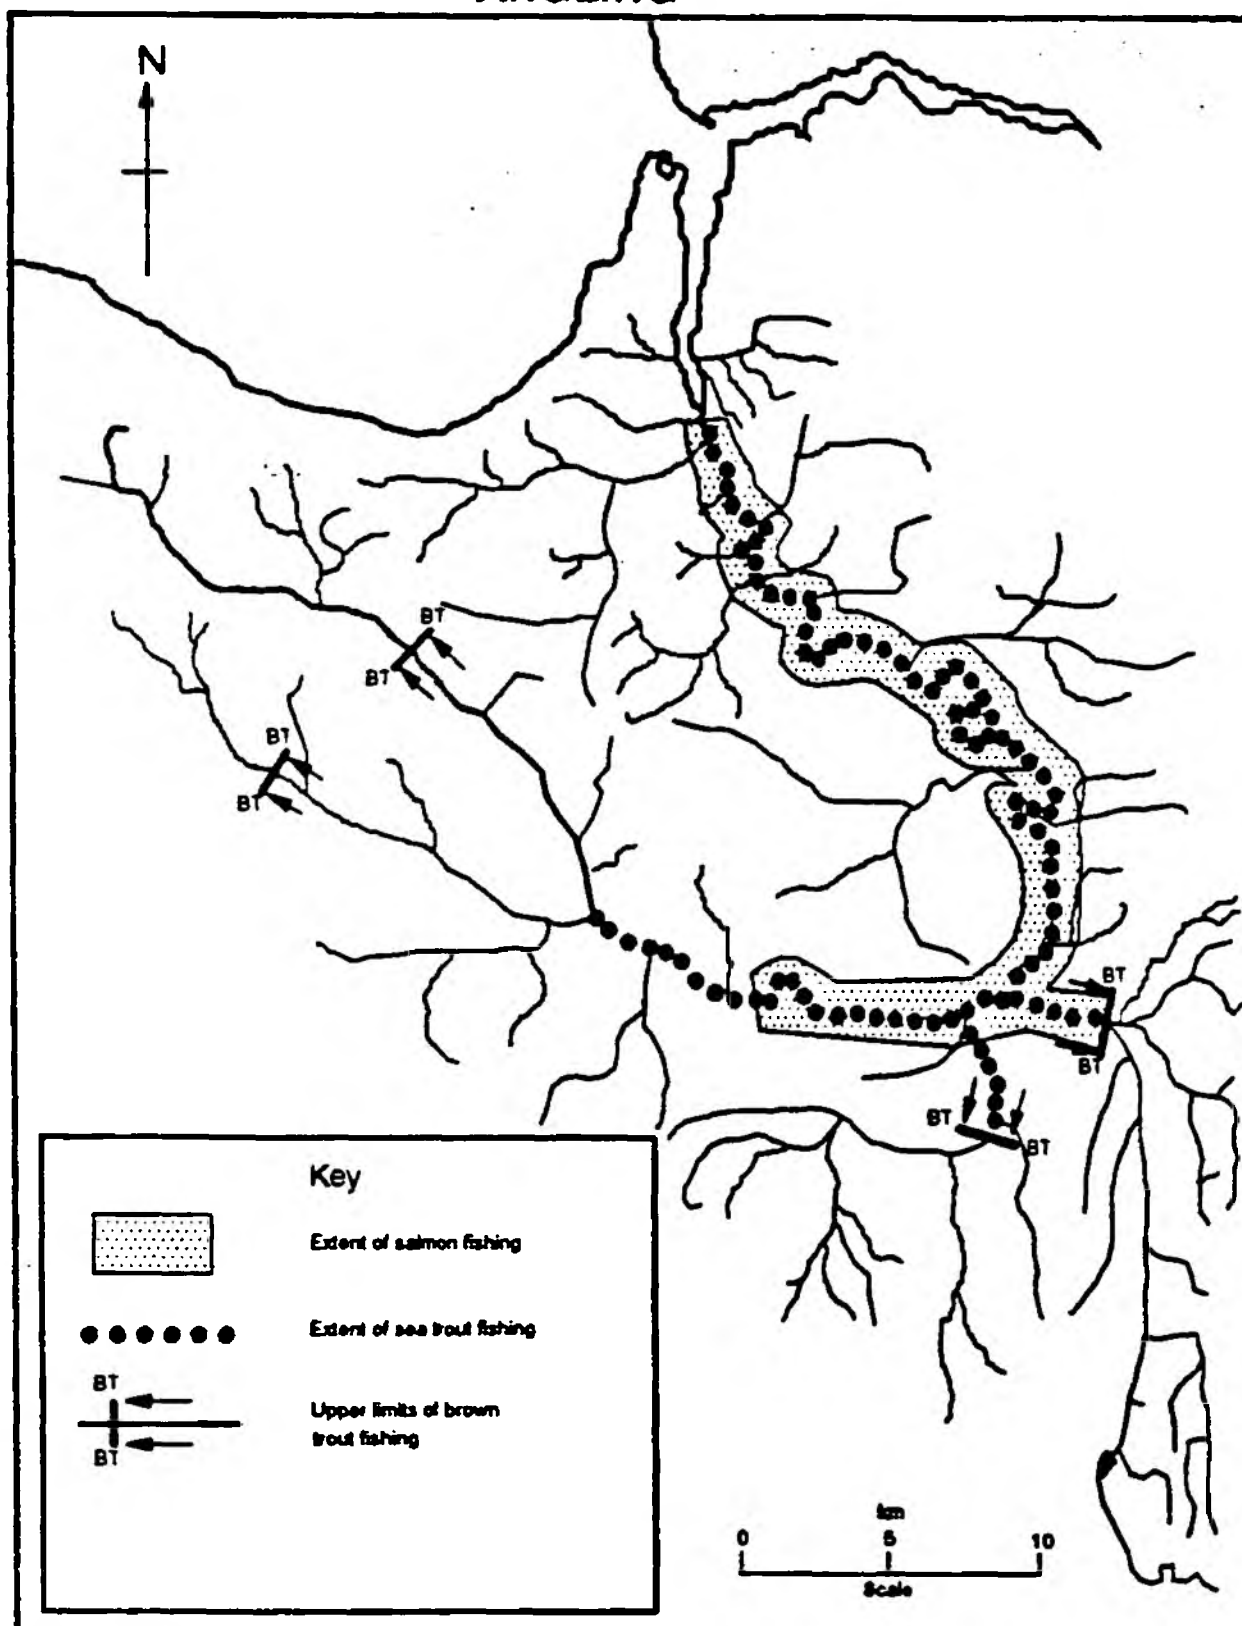 N
BT
BT
BT
BT
BT
BT
BT
BT
Key
Extent of salmon fishing
Extent of sea trout fishing
BT
BT
Upper limits of brown
trout fishing
km
0 5 10
Scale